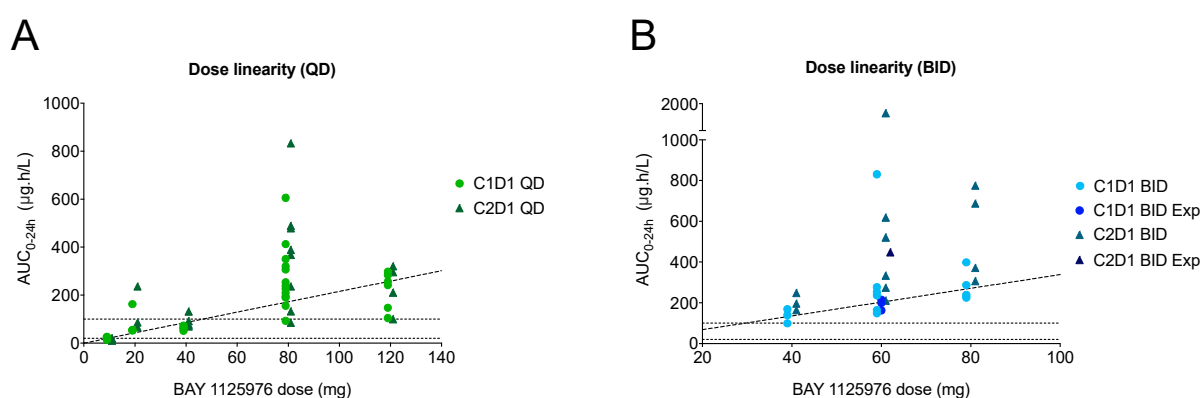 A
Dose linearity (QD)
1000
800
600
400
200
0
AUC0-24h (µg.h/L)
0 20 40 60 80 100 120 140
BAY 1125976 dose (mg)
C1D1 QD
C2D1 QD
B
Dose linearity (BID)
2000
1000
800
600
400
200
0
AUC0-24h (µg.h/L)
20 40 60 80 100
BAY 1125976 dose (mg)
C1D1 BID
C1D1 BID Exp
C2D1 BID
C2D1 BID Exp